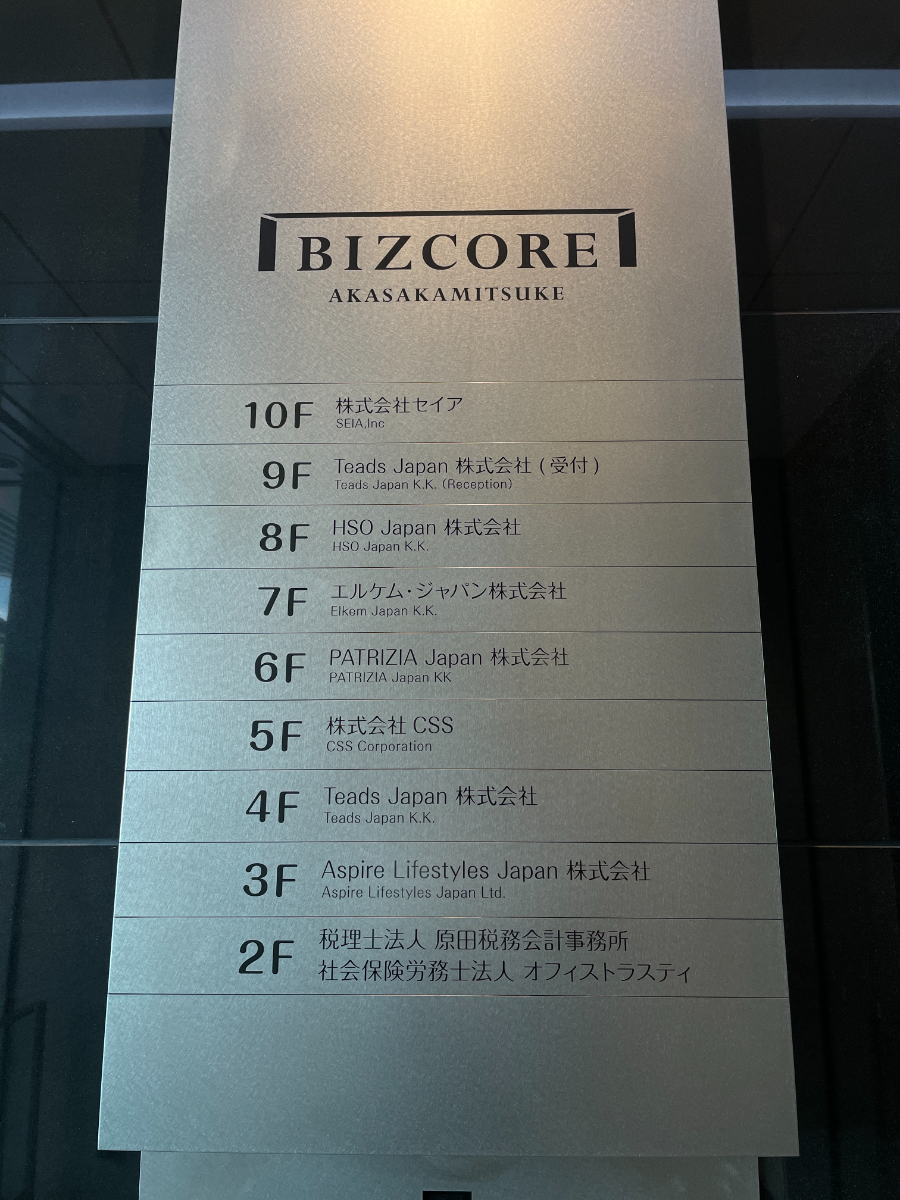 BIZCORE
AKASAKAMITSUKE
10F 株式会社セイア
SEIA,Inc
9F Teads Japan 株式会社 ( 受付 )
Teads Japan K.K. (Reception)
8F HSO Japan 株式会社
HSO Japan K.K.
7F エルケム・ジャパン株式会社
Elkem Japan K.K.
6F PATRIZIA Japan 株式会社
PATRIZIA Japan KK
5F 株式会社 CSS
CSS Corporation
4F Teads Japan 株式会社
Teads Japan K.K.
3F Aspire Lifestyles Japan 株式会社
Aspire Lifestyles Japan Ltd.
2F 税理士法人 原田税務会計事務所
社会保険労務士法人 オフィストラスティ